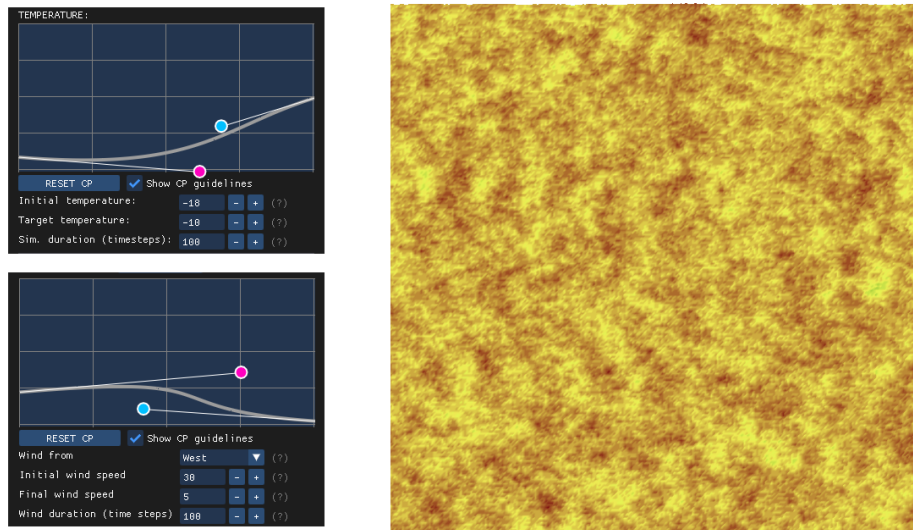 TEMPERATURE:
RESET CP Show CP guidelines
Initial temperature: -18 - + (?)
Target temperature: -10 - + (?)
Sim. duration (timesteps): 100 - + (?)
RESET CP Show CP guidelines
Wind from West (?)
Initial wind speed 30 - + (?)
Final wind speed 5 - + (?)
Wind duration (time steps) 100 - + (?)